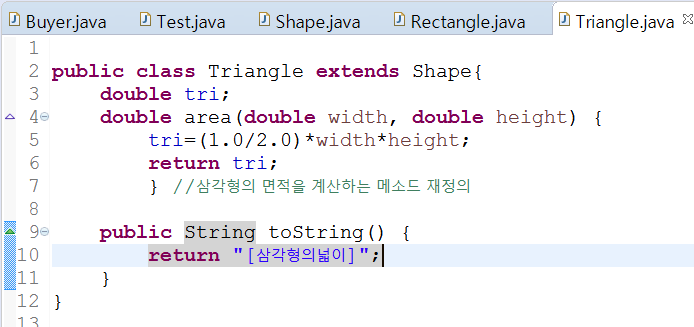 Buyer.java Test.java Shape.java Rectangle.java Triangle.java
1
2 public class Triangle extends Shape{
3 double tri;
4 double area(double width, double height) {
5 tri=(1.0/2.0)*width*height;
6 return tri;
7 } //삼각형의 면적을 계산하는 메소드 재정의
8
9 public String toString() {
10 return "[삼각형의넓이]";
11 }
12 }
13